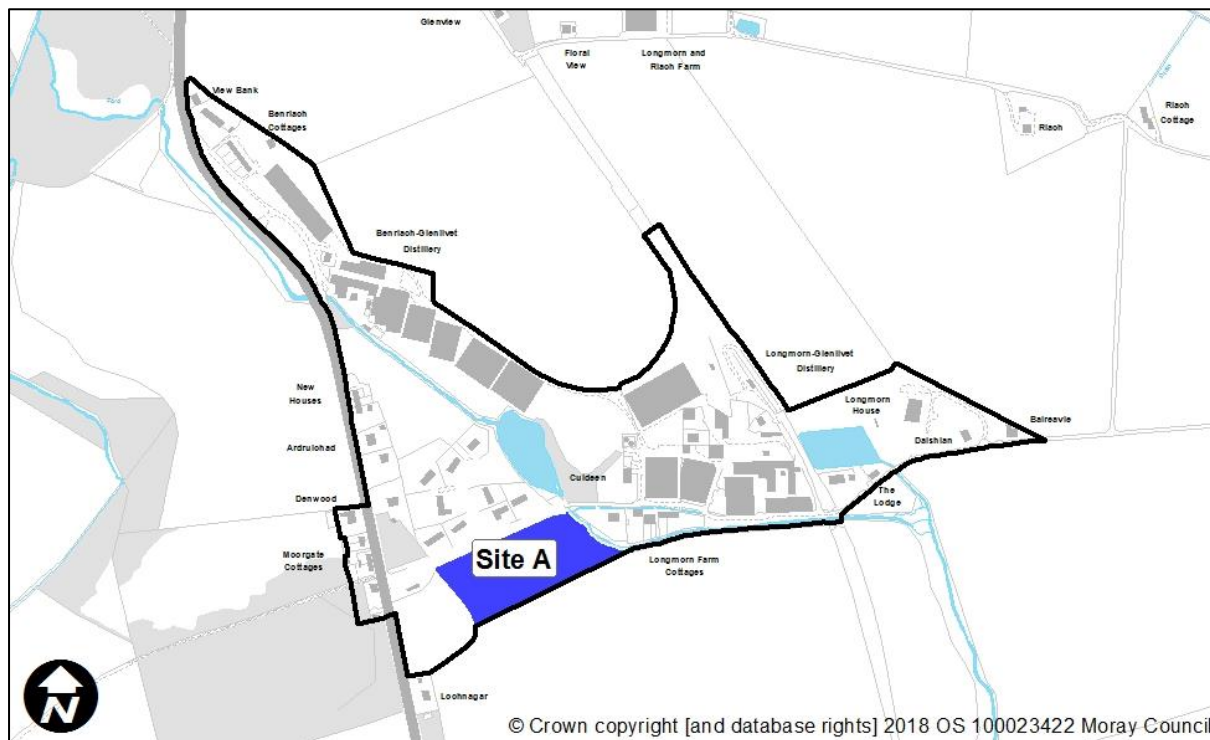 Glenview
Floral
View
Longmorn and
Riach Farm
View Bank
Ford
Benriach
Cottages
Riach
Riach
Cottage
Benriach-Glenlivet
Distillery
Longmorn-Glenlivet
Distillery
New
Houses
Longmorn
House
Baireavie
Dalshian
Culdeen
The
Lodge
Denwood
Site A
Moorgate
Cottages
Longmorn Farm
Cottages
Lochnagar
N
© Crown copyright [and database rights] 2018 OS 100023422 Moray Council